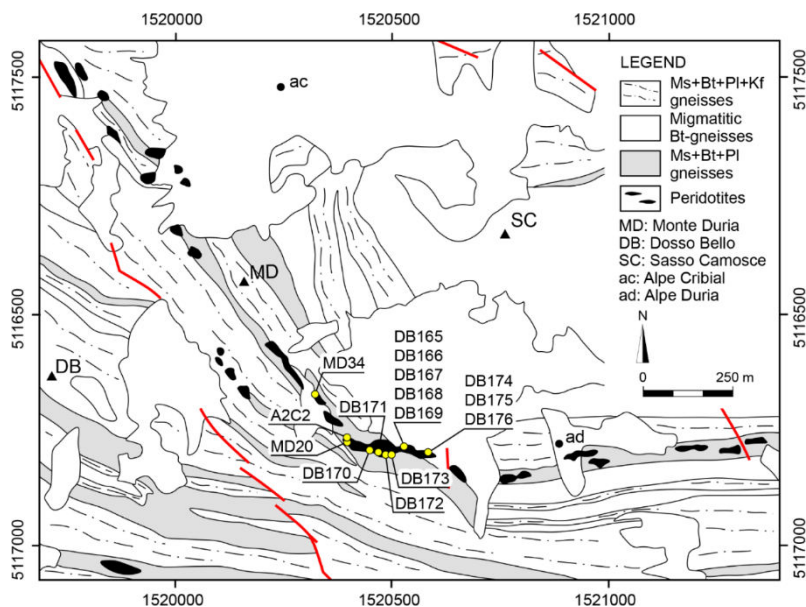 1520000 1520500 1521000
5117500 5117500
ac
LEGEND
Ms+Bt+Pl+Kf
gneisses
Migmatitic
Bt-gneisses
Ms+Bt+Pl
gneisses
Peridotites
MD: Monte Duria
DB: Dosso Bello
SC: Sasso Camosce
ac: Alpe Cribial
ad: Alpe Duria
N
250 m
SC
MD
5116500 5116500
DB
MD34
DB165
DB166
DB167
DB168
DB169
DB174
DB175
DB176
A2C2
DB171
MD20
DB170
DB173
DB172
ad
5117000 5117000
1520000 1520500 1521000